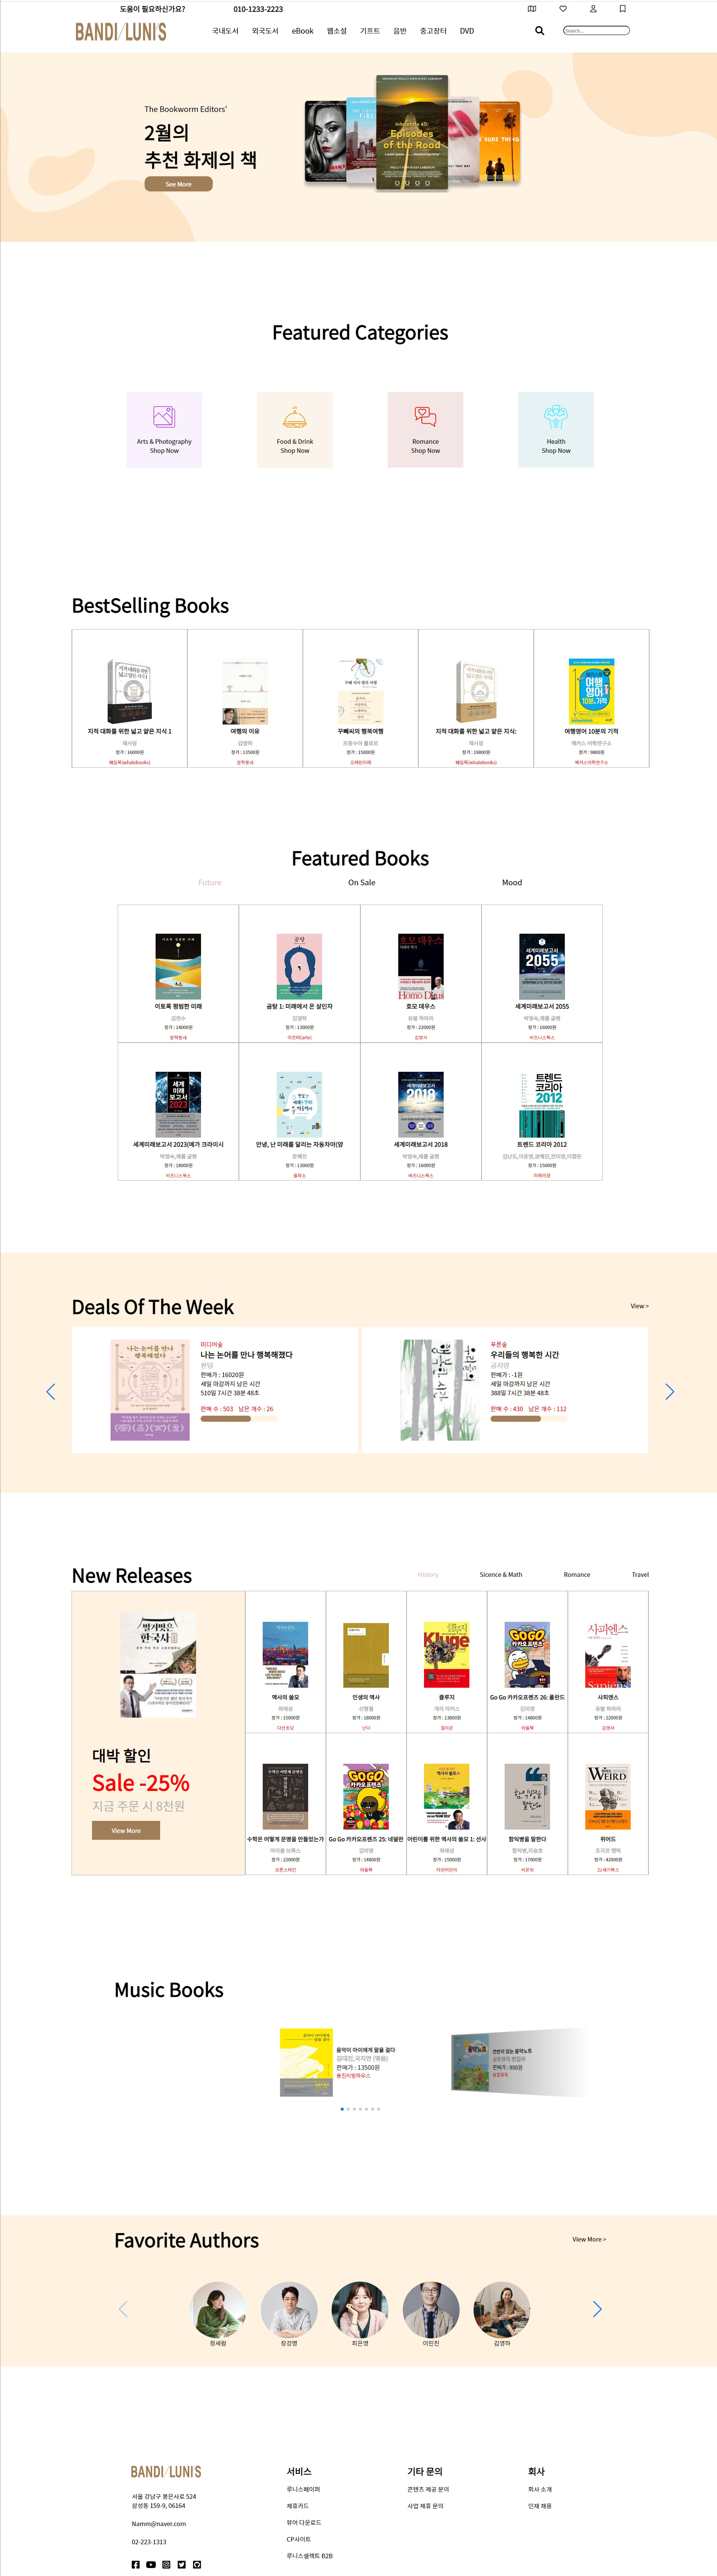 도움이 필요하신가요? 010-1233-2223
BANDI/LUNIS
국내도서 외국도서 eBook 웹소설 기프트 음반 중고장터 DVD
Search...
The Bookworm Editors'
2월의
추천 화제의 책
See More
Episodes
of the Road
Featured Categories
Arts & Photography
Shop Now
Food & Drink
Shop Now
Romance
Shop Now
Health
Shop Now
BestSelling Books
지적 대화를 위한 넓고 얕은 지식 1
채사장
정가 : 16000원
웨일북(whalebooks)
여행의 이유
김영하
정가 : 13500원
문학동네
꾸뻬씨의 행복여행
프랑수아 를로르
정가 : 15000원
오래된미래
지적 대화를 위한 넓고 얕은 지식:
채사장
정가 : 19800원
웨일북(whalebooks)
여행영어 10분의 기적
해커스 어학연구소
정가 : 9800원
해커스어학연구소
Featured Books
Future On Sale Mood
이토록 평범한 미래
김연수
정가 : 14000원
문학동네
곰탕 1: 미래에서 온 살인자
김영탁
정가 : 13000원
아르테(arte)
호모 데우스
유발 하라리
정가 : 22000원
김영사
세계미래보고서 2055
박영숙,제롬 글렌
정가 : 16000원
비즈니스북스
세계미래보고서 2023(메가 크라이시
박영숙,제롬 글렌
정가 : 18000원
비즈니스북스
안녕, 난 미래를 달리는 자동차야(양
문혜진
정가 : 13000원
을파소
세계미래보고서 2018
박영숙,제롬 글렌
정가 : 16000원
비즈니스북스
트렌드 코리아 2012
정가 : 15000원
미래의창
Deals Of The Week
View >
나는 논어를 만나
행복해졌다
미디어숲
나는 논어를 만나 행복해졌다
판덩
판매가 : 16020원
세일 마감까지 남은 시간
510일 7시간 38분 48초
판매 수 : 503 남은 개수 : 26
푸른숲
우리들의 행복한 시간
공지영
판매가 : -1원
세일 마감까지 남은 시간
388일 7시간 38분 48초
판매 수 : 430 남은 개수 : 112
New Releases
History Sicence & Math Romance Travel
벌거벗은
한국사
대박 할인
Sale -25%
지금 주문 시 8천원
View More
역사의 쓸모
최태성
정가 : 15000원
다산초당
인생의 역사
신형철
정가 : 18000원
난다
클루지
개리 마커스
정가 : 13800원
갤리온
Go Go 카카오프렌즈 26: 폴란드
김미영
정가 : 14800원
아울북
사피엔스
유발 하라리
정가 : 22000원
김영사
수학은 어떻게 문명을 만들었는가
마이클 브룩스
정가 : 22000원
브론스테인
Go Go 카카오프렌즈 25: 네덜란
김미영
정가 : 14800원
아울북
어린이를 위한 역사의 쓸모 1: 선사
최태성
정가 : 15000원
다산어린이
함익병을 말한다
함익병,지승호
정가 : 17000원
비온뒤
위어드
조지프 헨릭
정가 : 42000원
21세기북스
Music Books
음악이 아이에게 말을 걸다
김대진,국지연 (엮음)
판매가 : 13500원
웅진리빙하우스
건반이 있는 음악노트
삼호뮤직 편집부
판매가 : 900원
삼호뮤직
Favorite Authors
View More >
정세랑 장강명 최은영 이민진 김영하
BANDI/LUNIS
서울 강남구 봉은사로 524
삼성동 159-9, 06164
Namm@naver.com
02-223-1313
서비스
루니스페이퍼
제휴카드
뷰어 다운로드
CP사이트
루니스셀렉트 B2B
기타 문의
콘텐츠 제공 문의
사업 제휴 문의
회사
회사 소개
인재 채용